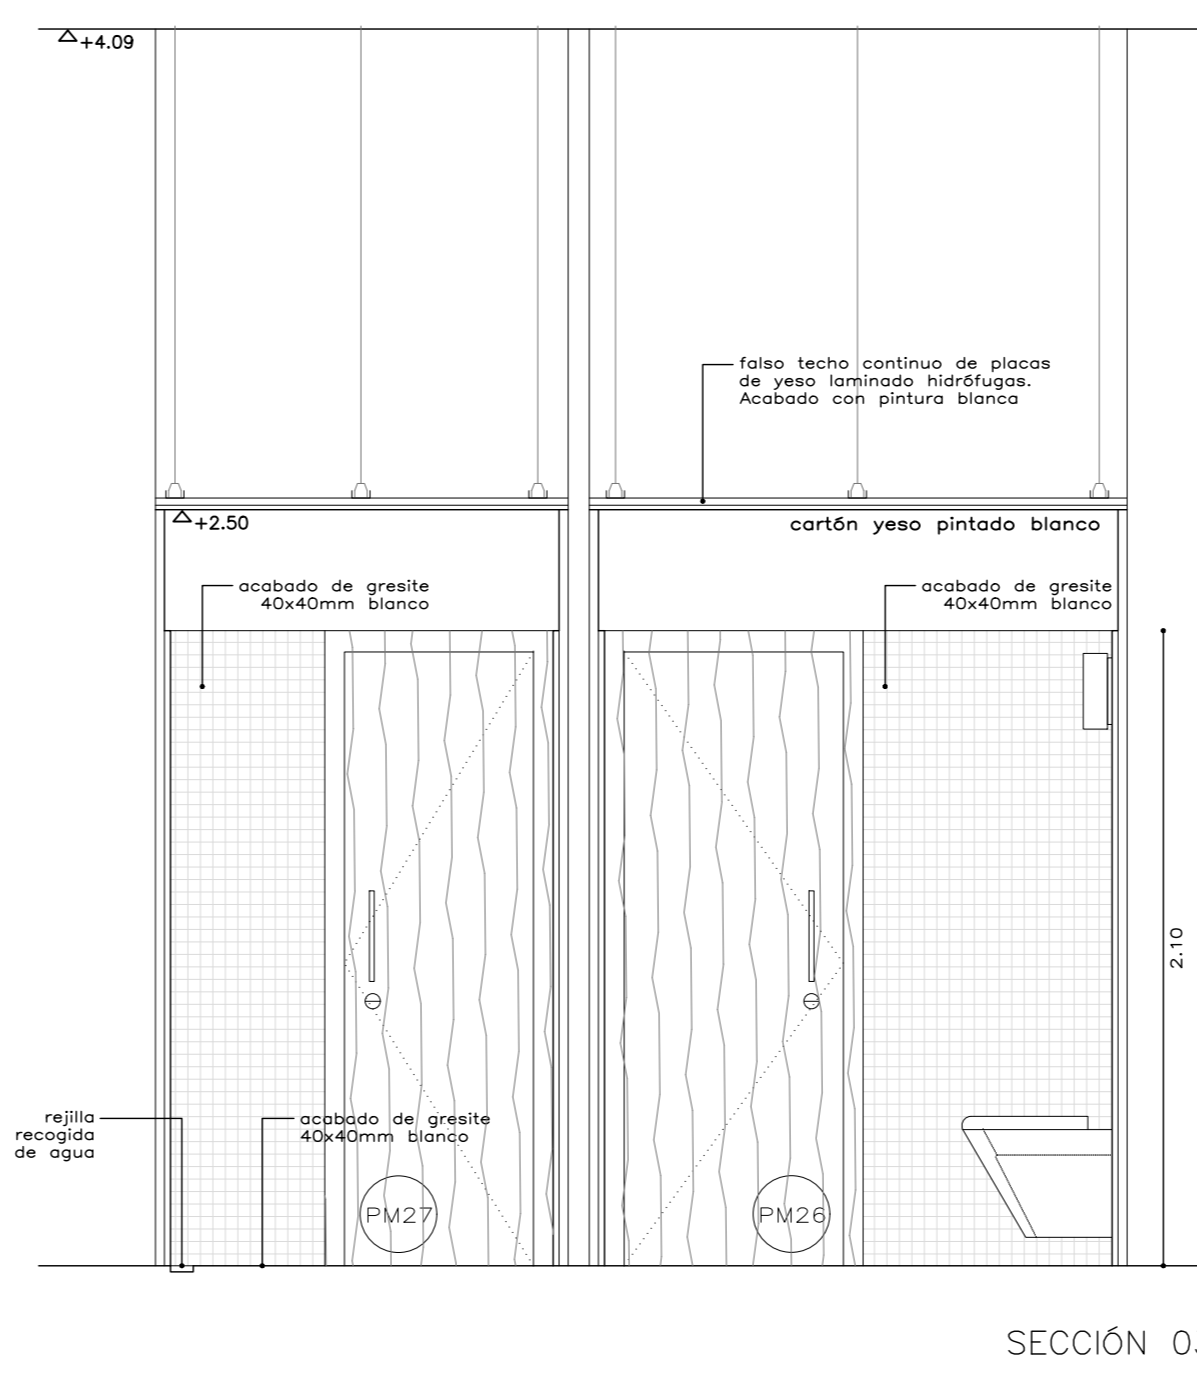 +4.09
falso techo continuo de placas
de yeso laminado hidrófugas.
Acabado con pintura blanca
+2.50
cartón yeso pintado blanco
acabado de gresite
40x40mm blanco
acabado de gresite
40x40mm blanco
2.10
rejilla
recogida
de agua
acabado de gresite
40x40mm blanco
PM27
PM26
SECCIÓN